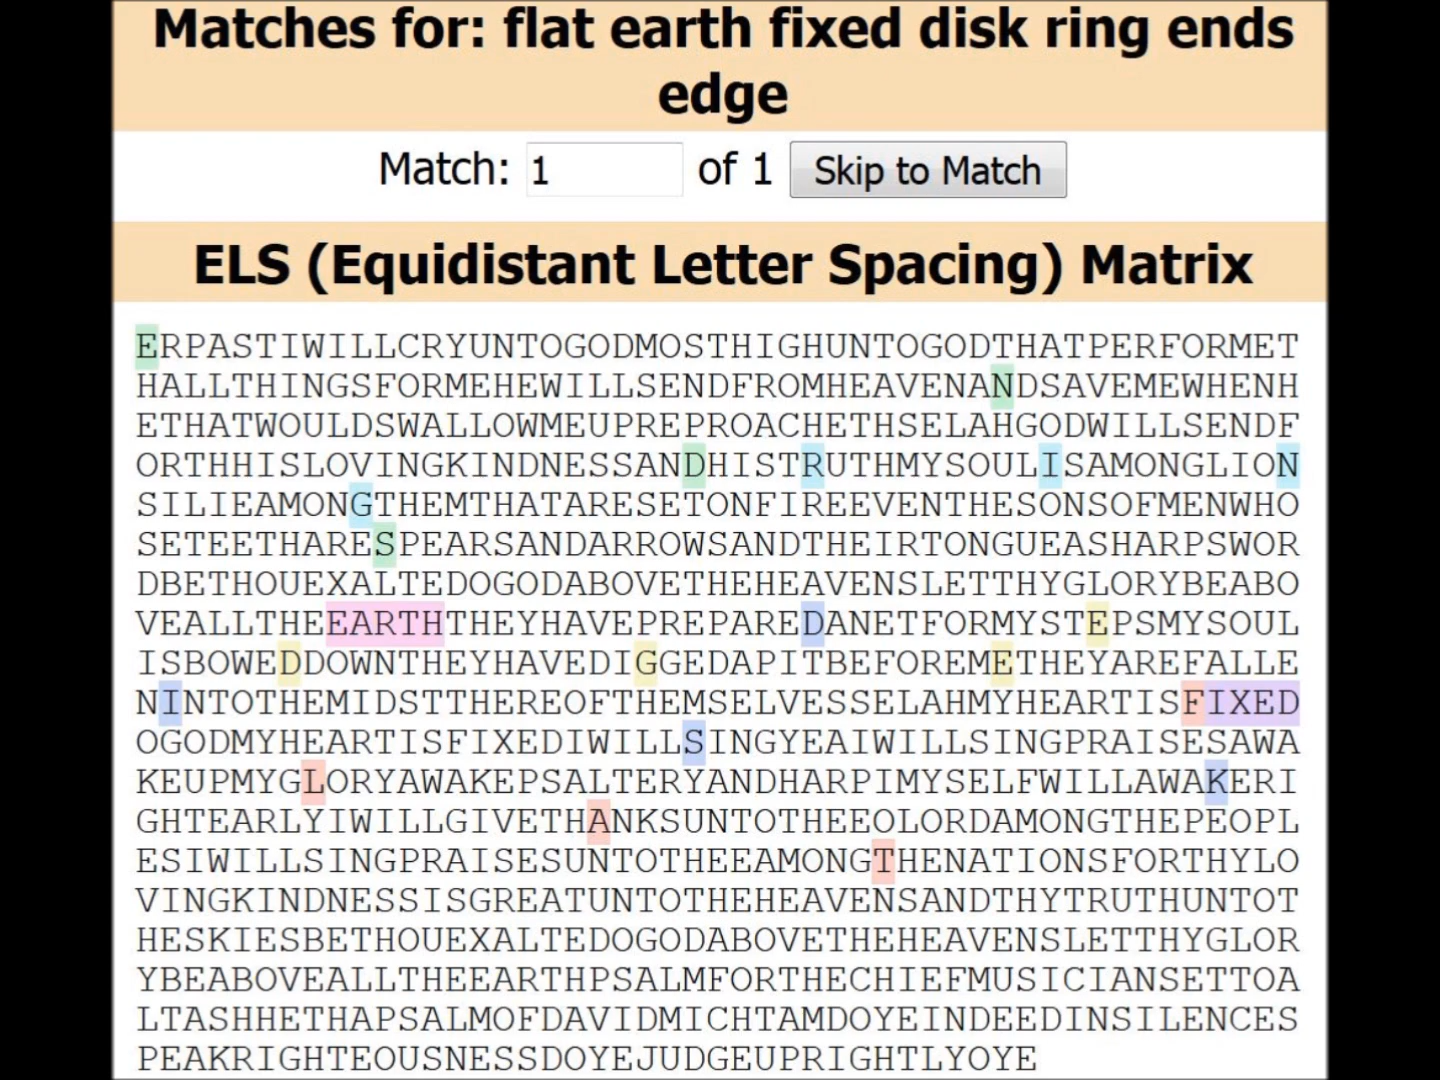 Matches for: flat earth fixed disk ring ends
edge
Match: 1 of 1 Skip to Match
ELS (Equidistant Letter Spacing) Matrix
ERPASTIWILLCRYUNTOGODMOSTHIGHUNTOGODTHATPERFORMET
HALLTHINGSFORMEHEWILLSENDFROMHEAVENANDSAVEMEWHENH
ETHATWOULDSWALLOWMEUPREPROACHETHSELAHGODWILLSENDF
ORTHHISLOVINGKINDNESSANDHISTRUTHMYSOULISAMONGLION
SILIEAMONGTHEMTHATARESETONFIREEVENTHESONSOFMENWHO
SETEETHARESPEARSANDARROWSANDTHEIRTONGUEASHARPSWOR
DBETHOUEXALTEDOGODABOVETHEHEAVENSLETTHYGLORYBEABO
VEALLTHEEARTHTHEYHAVEPREPAREDANETFORMYSTEPSMYSOUL
ISBOWEDDOWNTHEYHAVEDIGGEDAPITBEFOREMETHEYAREFALLE
NINTOTHEMIDSTTHEREOFTHEMSELVESSELAHMYHEARTISFIXED
OGODMYHEARTISFIXEDIWILLSINGYEAIWILLSINGPRAISESAWA
KEUPMYGLORYAWAKEPSALTERYANDHARPIMYSELFWILLAWAKERI
GHTEARLYIWILLGIVETHANKSUNTOTHEEOLORDAMONGTHEPEOPL
ESIWILLSINGPRAISESUNTOTHEEAMONGTHENATIONSFORTHYLO
VINGKINDNESSISGREATUNTOTHEHEAVENSANDTHYTRUTHUNTOT
HESKIESBETHOUEXALTEDOGODABOVETHEHEAVENSLETTHYGLOR
YBEABOVEALLTHEEARTHPSALMFORTHECHIEFMUSICIANSETTOA
LTASHHETHAPSALMOFDAVIDMICHTAMDOYEINDEEDINSILENCES
PEAKRIGHTEOUSNESSDOYEJUDGEUPRIGHTLYOYE